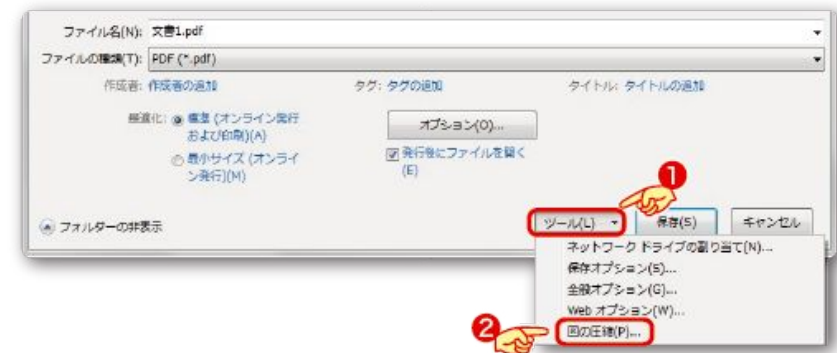 ファイル名(N): 文書1.pdf
ファイルの種類(T): PDF (*.pdf)
作成者: 作成者の追加 タグ: タグの追加 タイトル: タイトルの追加
最適化: 標準 (オンライン発行
および印刷)(A)
最小サイズ (オンライ
ン発行)(M)
オプション(O)...
発行後にファイルを開く
(E)
1
フォルダーの非表示
ツール(L) 保存(S) キャンセル
ネットワーク ドライブの割り当て(N)...
保存オプション(S)...
全般オプション(G)...
Web オプション(W)...
2
図の圧縮(P)...